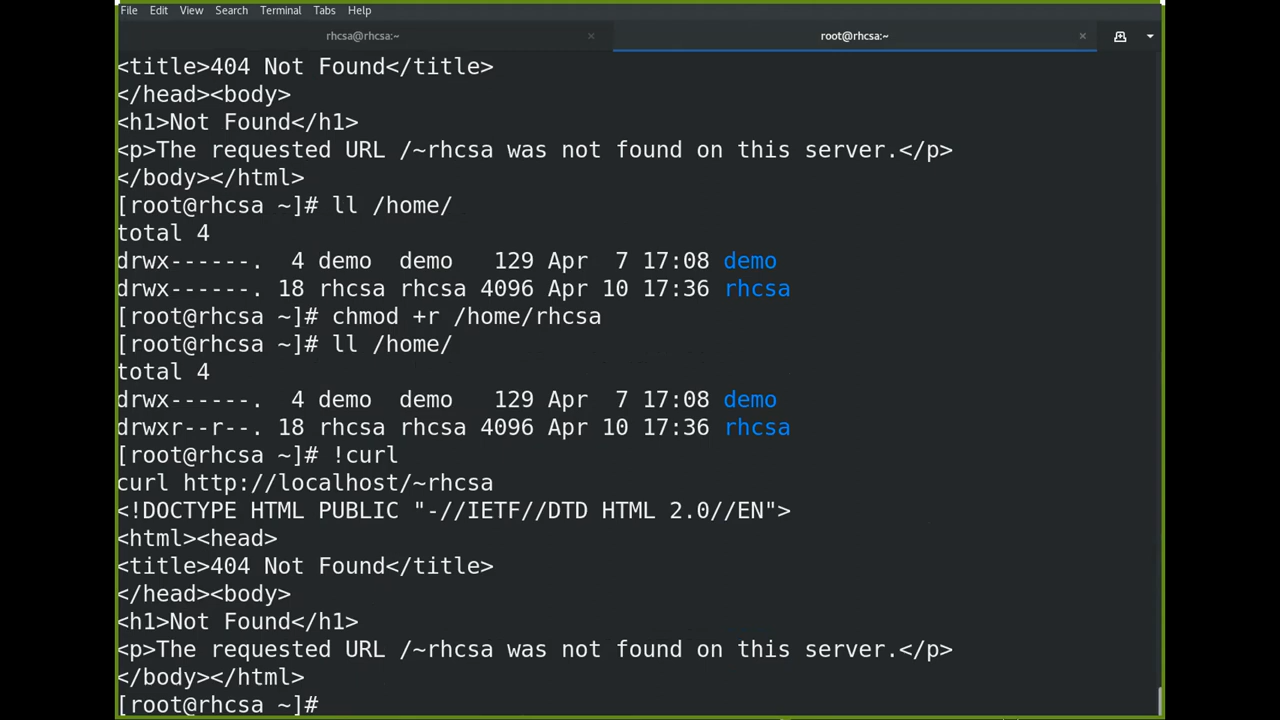 File Edit View Search Terminal Tabs Help
rhcsa@rhcsa:~ × root@rhcsa:~ ×
<title>404 Not Found</title>
</head><body>
<h1>Not Found</h1>
<p>The requested URL /~rhcsa was not found on this server.</p>
</body></html>
[root@rhcsa ~]# ll /home/
total 4
drwx------. 4 demo demo 129 Apr 7 17:08 demo
drwx------. 18 rhcsa rhcsa 4096 Apr 10 17:36 rhcsa
[root@rhcsa ~]# chmod +r /home/rhcsa
[root@rhcsa ~]# ll /home/
total 4
drwx------. 4 demo demo 129 Apr 7 17:08 demo
drwxr--r--. 18 rhcsa rhcsa 4096 Apr 10 17:36 rhcsa
[root@rhcsa ~]# !curl
curl http://localhost/~rhcsa
<!DOCTYPE HTML PUBLIC "-//IETF//DTD HTML 2.0//EN">
<html><head>
<title>404 Not Found</title>
</head><body>
<h1>Not Found</h1>
<p>The requested URL /~rhcsa was not found on this server.</p>
</body></html>
[root@rhcsa ~]#